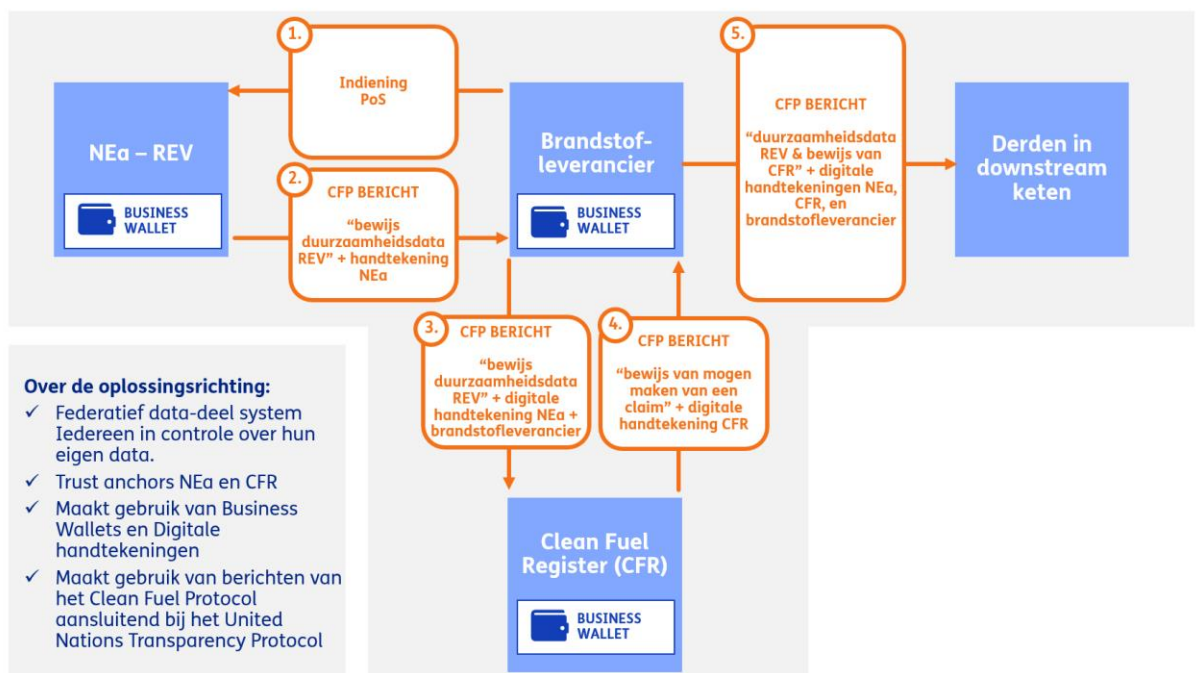 1.
Indiening
PoS
NEa – REV
BUSINESS
WALLET
2.
CFP BERICHT
“bewijs
duurzaamheidsdata
REV” + handtekening
NEa
Brandstof-
leverancier
BUSINESS
WALLET
5.
CFP BERICHT
“duurzaamheidsdata
REV & bewijs van
CFR” + digitale
handtekeningen NEa,
CFR, en
brandstofleverancier
Derden in
downstream
keten
3.
CFP BERICHT
“bewijs
duurzaamheidsdata
REV” + digitale
handtekening NEa +
brandstofleverancier
4.
CFP BERICHT
“bewijs van mogen
maken van een
claim” + digitale
handtekening CFR
Clean Fuel
Register (CFR)
BUSINESS
WALLET
Over de oplossingsrichting:
✓ Federatief data-deel system
Iedereen in controle over hun
eigen data.
✓ Trust anchors NEa en CFR
✓ Maakt gebruik van Business
Wallets en Digitale
handtekeningen
✓ Maakt gebruik van berichten van
het Clean Fuel Protocol
aansluitend bij het United
Nations Transparency Protocol